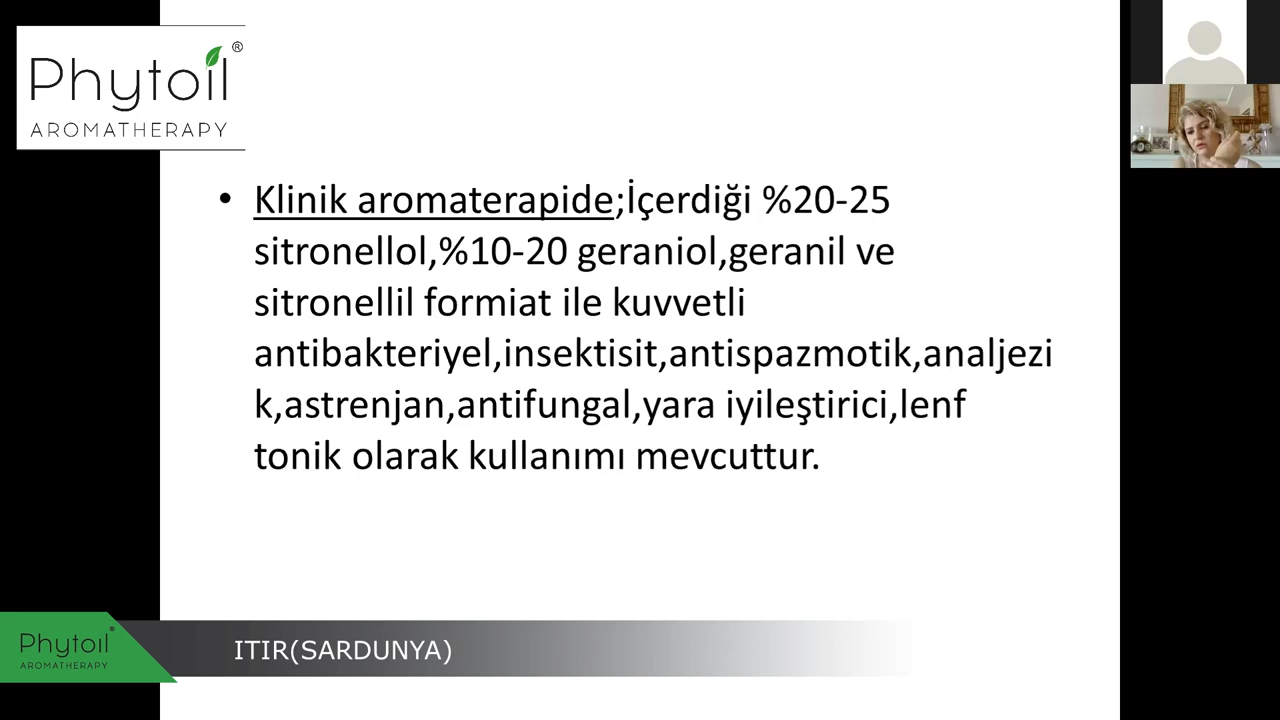 Phytoil®
AROMATHERAPY
• Klinik aromaterapide;İçerdiği %20-25
sitronellol,%10-20 geraniol,geranil ve
sitronellil formiat ile kuvvetli
antibakteriyel,insektisit,antispazmotik,analjezi
k,astrenjan,antifungal,yara iyileştirici,lenf
tonik olarak kullanımı mevcuttur.
Phytoil®
AROMATHERAPY
ITIR(SARDUNYA)